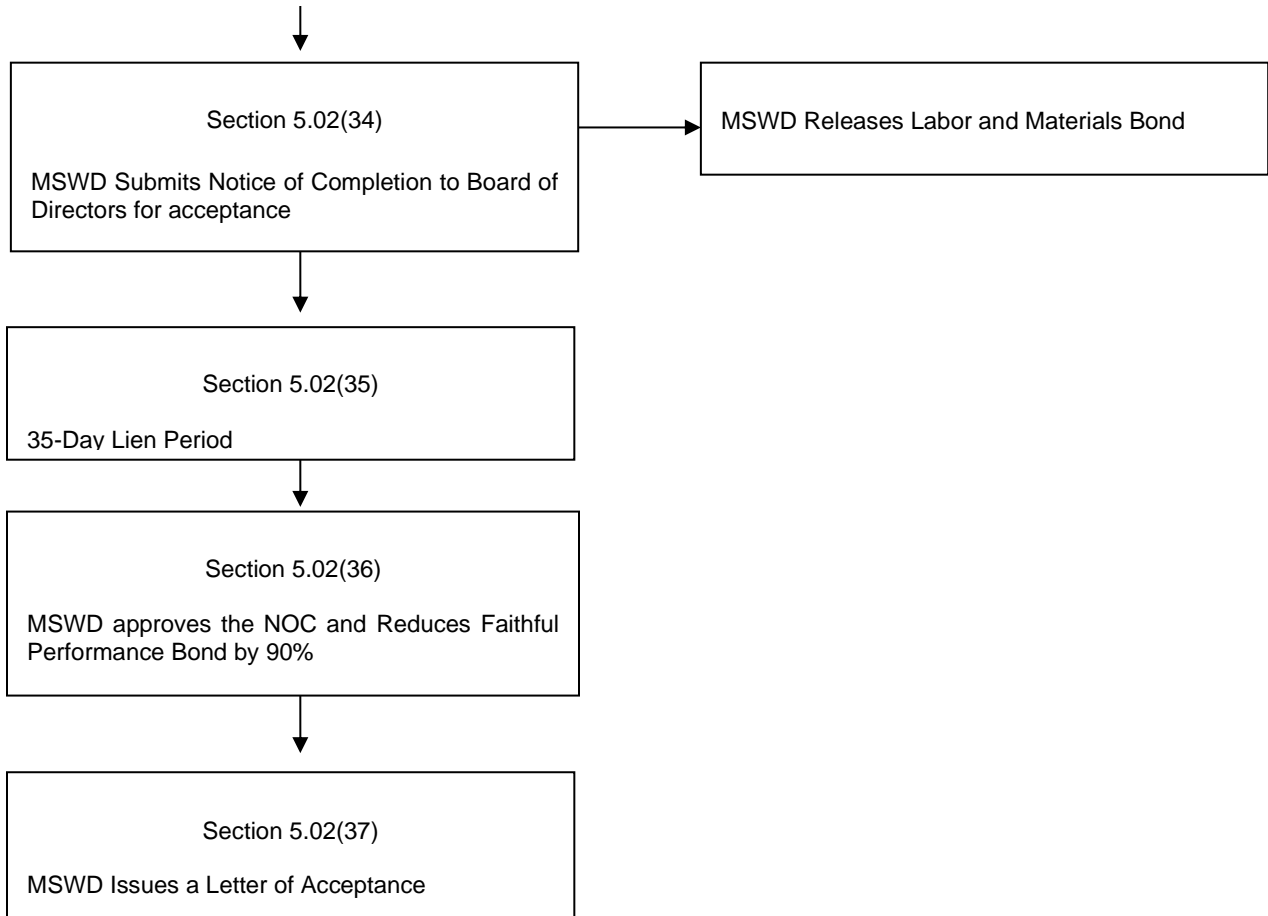 Section 5.02(34)
MSWD Submits Notice of Completion to Board of
Directors for acceptance
MSWD Releases Labor and Materials Bond
Section 5.02(35)
35-Day Lien Period
Section 5.02(36)
MSWD approves the NOC and Reduces Faithful
Performance Bond by 90%
Section 5.02(37)
MSWD Issues a Letter of Acceptance